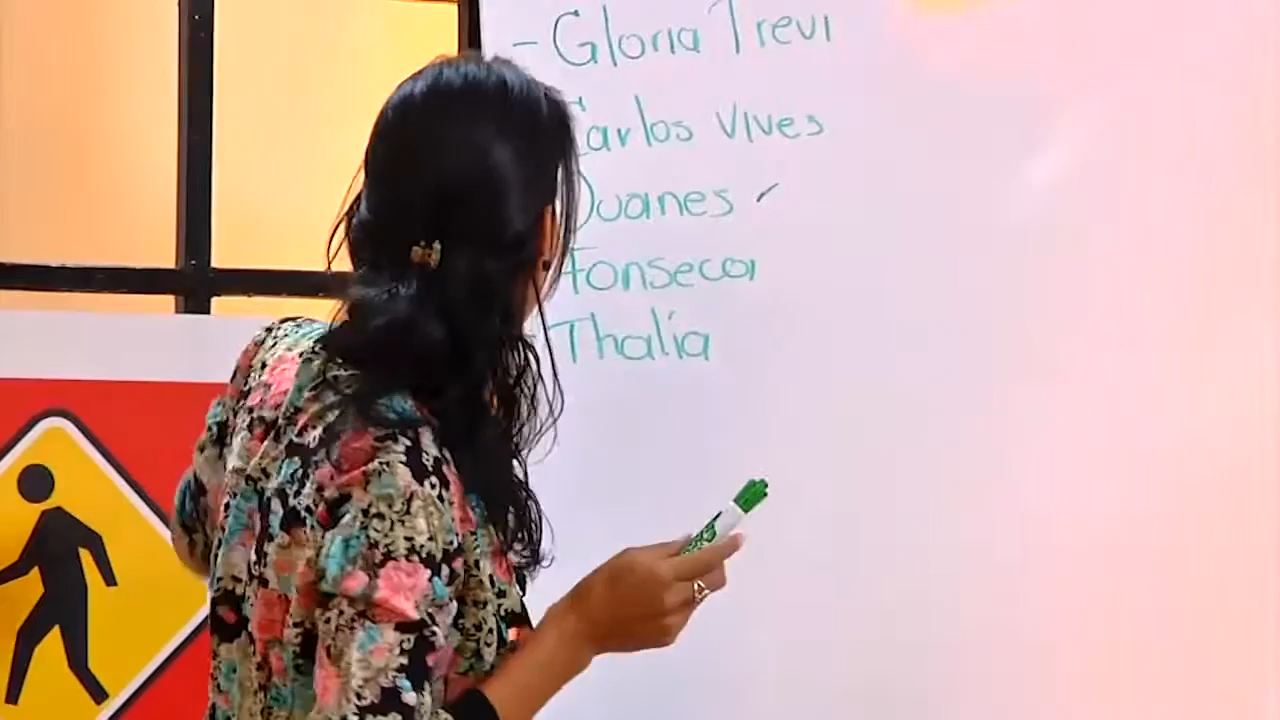 - Gloria Trevi
Carlos Vives
Juanes
Fonseca
Thalía